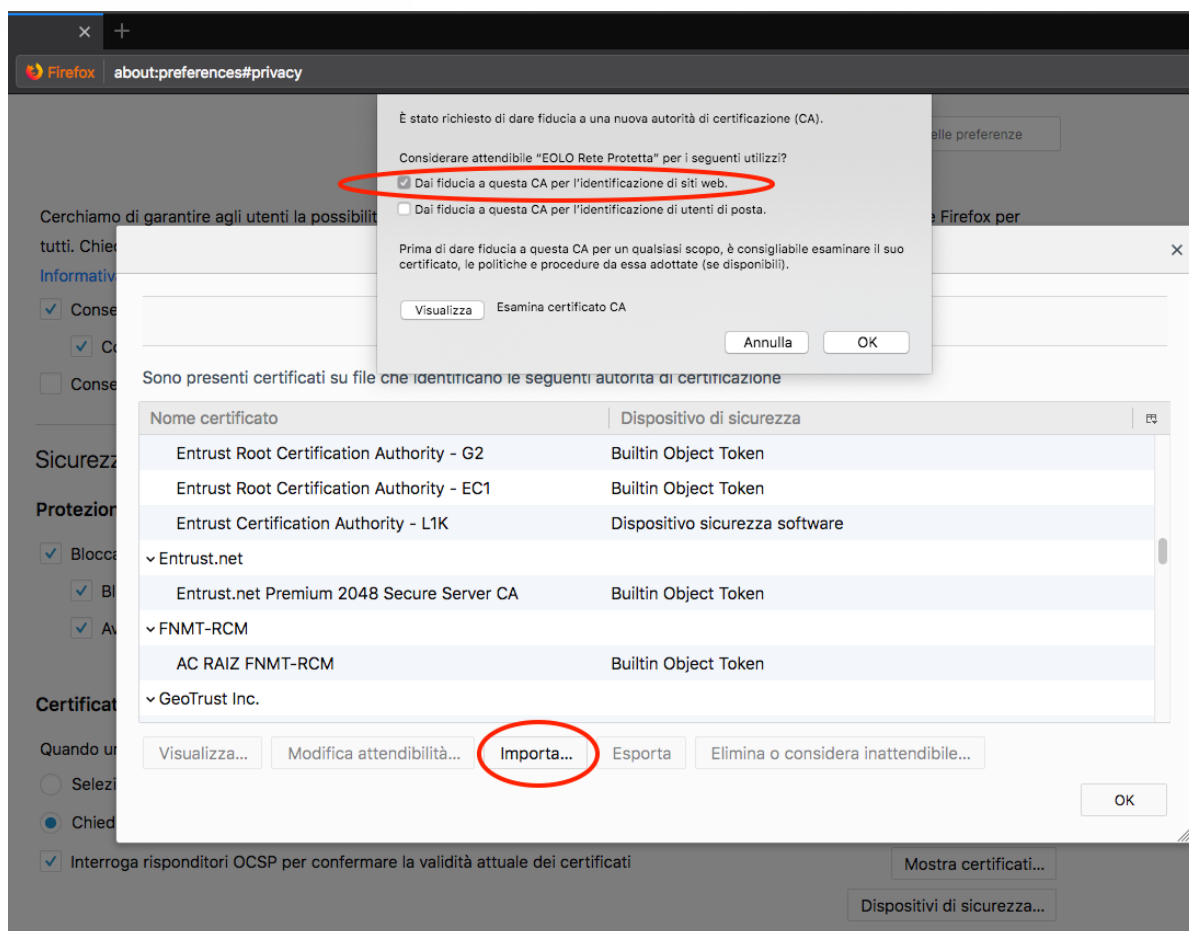 Firefox about:preferences#privacy
È stato richiesto di dare fiducia a una nuova autorità di certificazione (CA).
elle preferenze
Considerare attendibile “EOLO Rete Protetta” per i seguenti utilizzi?
Dai fiducia a questa CA per l’identificazione di siti web.
Dai fiducia a questa CA per l’identificazione di utenti di posta.
Cerchiamo di garantire agli utenti la possibilit
e Firefox per
tutti. Chie
Prima di dare fiducia a questa CA per un qualsiasi scopo, è consigliabile esaminare il suo
certificato, le politiche e procedure da essa adottate (se disponibili).
Informativ
Conse
Visualizza Esamina certificato CA
Annulla OK
Conse
Sono presenti certificati su file che identificano le seguenti autorità di certificazione
Nome certificato Dispositivo di sicurezza
Entrust Root Certification Authority - G2 Builtin Object Token
Sicurezz
Entrust Root Certification Authority - EC1 Builtin Object Token
Protezion
Entrust Certification Authority - L1K Dispositivo sicurezza software
Blocca
Entrust.net
Bl
Entrust.net Premium 2048 Secure Server CA Builtin Object Token
Av
FNMT-RCM
AC RAIZ FNMT-RCM Builtin Object Token
Certificat
GeoTrust Inc.
Quando un
Visualizza... Modifica attendibilità... Importa... Esporta Elimina o considera inattendibile...
Selezi
OK
Chied
Interroga risponditori OCSP per confermare la validità attuale dei certificati
Mostra certificati...
Dispositivi di sicurezza...